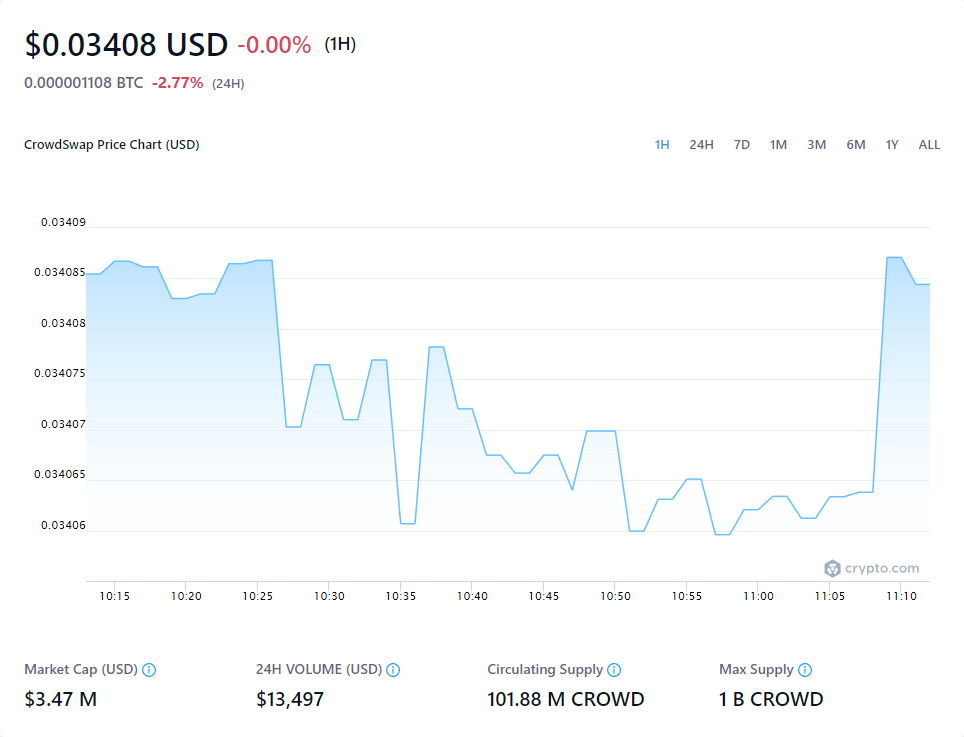 $0.03408 USD -0.00% (1H)
0.000001108 BTC -2.77% (24H)
CrowdSwap Price Chart (USD) 1H 24H 7D 1M 3M 6M 1Y ALL
0.03409
0.034085
0.03408
0.034075
0.03407
0.034065
0.03406
crypto.com
10:15 10:20 10:25 10:30 10:35 10:40 10:45 10:50 10:55 11:00 11:05 11:10
Market Cap (USD) 24H VOLUME (USD) Circulating Supply Max Supply
$3.47 M $13,497 101.88 M CROWD 1 B CROWD